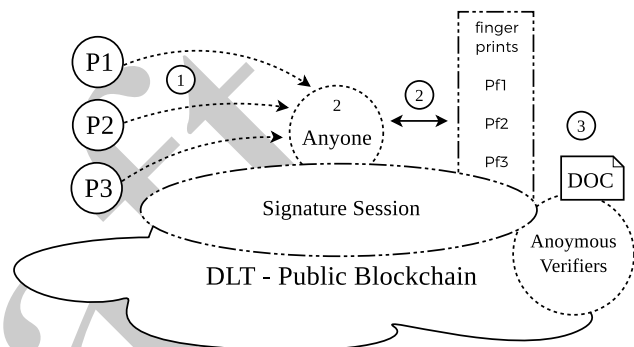 P1
P2
P3
1
2
Anyone
2
finger
prints
Pf1
Pf2
Pf3
3
DOC
Signature Session
Anoymous
Verifiers
DLT - Public Blockchain